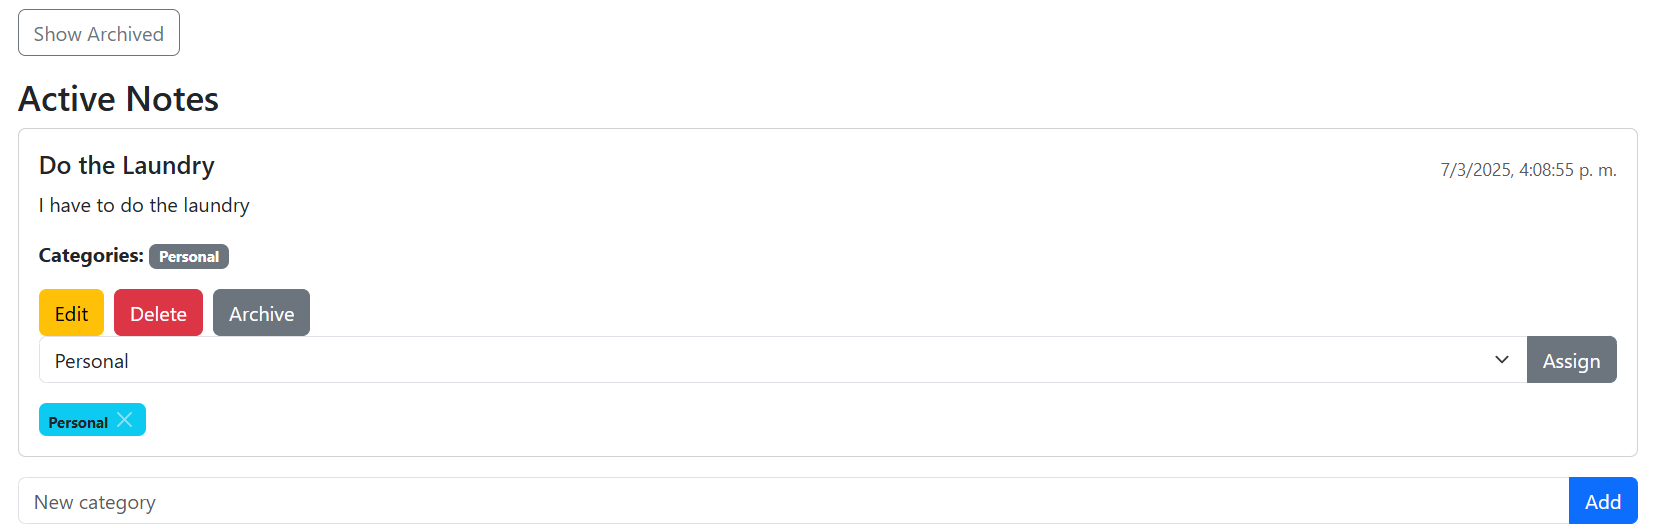 Show Archived
Active Notes
Do the Laundry
7/3/2025, 4:08:55 p. m.
I have to do the laundry
Categories: Personal
Edit Delete Archive
Personal Assign
Personal
New category Add